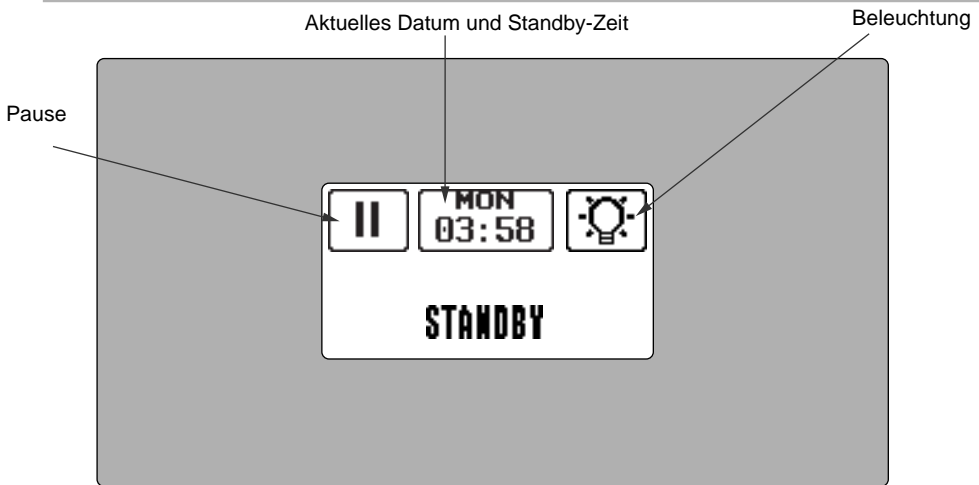 Aktuelles Datum und Standby-Zeit
Beleuchtung
Pause
MON
03:58
STANDBY